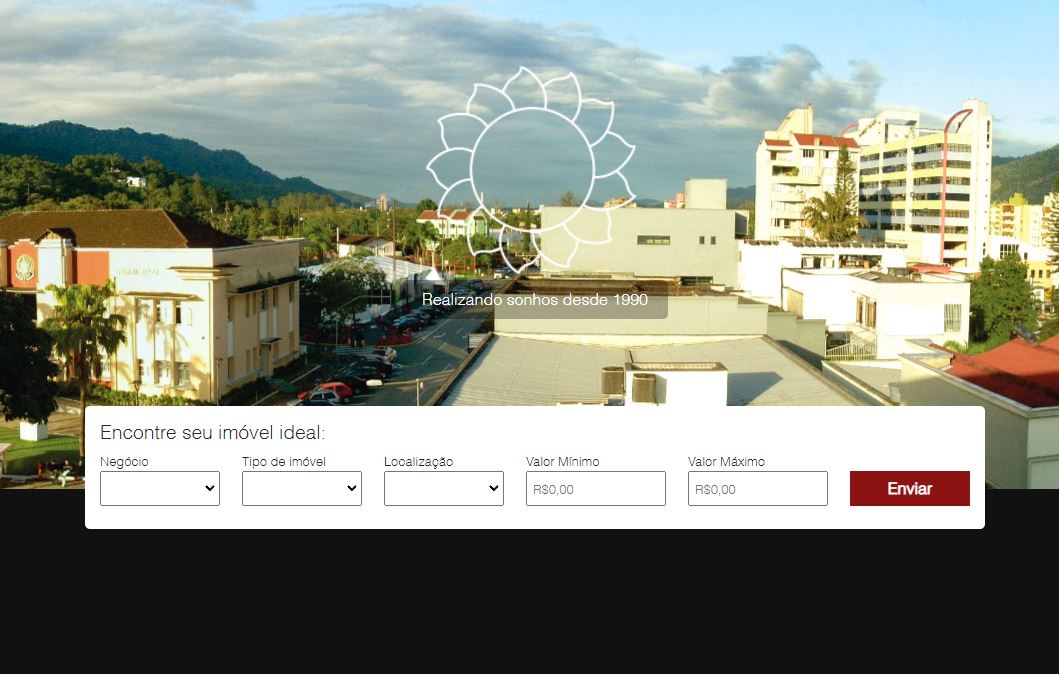 MUNICIPAL
Realizando sonhos desde 1990
Encontre seu imóvel ideal:
Negócio
Tipo de imóvel
Localização
Valor Mínimo
Valor Máximo
R$0,00
R$0,00
Enviar